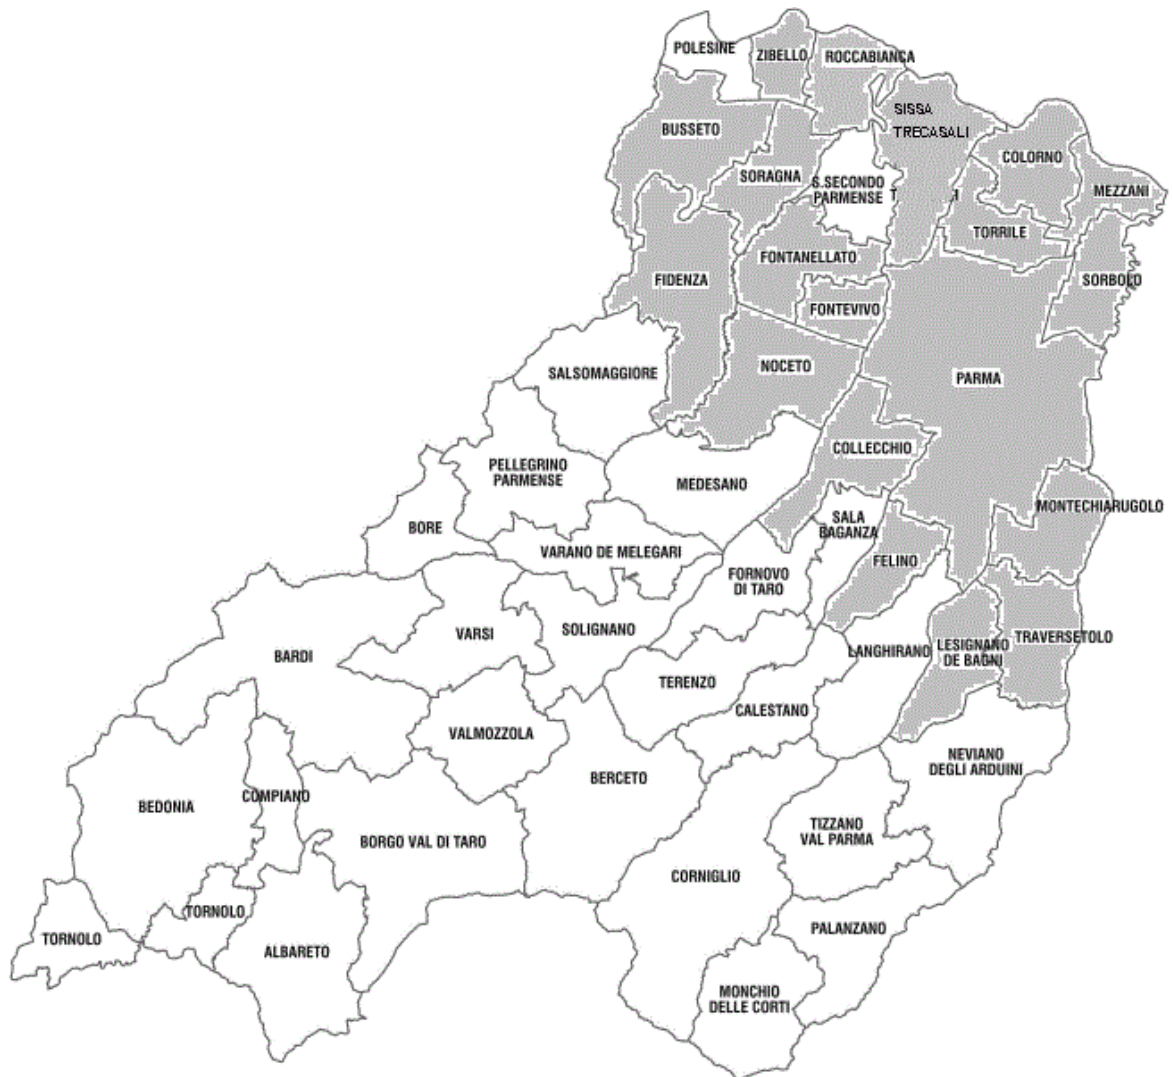 POLESINE
ZIBELLO
ROCCABIANCA
SISSA
TRECASALI
BUSSETO
COLORNO
SORAGNA
S.SECONDO
PARMENSE
MEZZANI
TORRILE
FONTANELLATO
FIDENZA
SORBOLO
FONTEVIVO
SALSOMAGGIORE
NOCETO
PARMA
COLLECCHIO
PELLEGRINO
PARMENSE
MEDESANO
MONTECHIARUGOLO
BORE
SALA
BAGANZA
VARANO DE MELEGARI
FELINO
FORNOVO
DI TARO
SOLIGNANO
VARSI
BARDI
LANGHIRANO
LESIGNANO
DE BAGNI
TRAVERSETOLO
TERENZO
CALESTANO
VALMOZZOLA
BERCETO
NEVIANO
DEGLI ARDUINI
BEDONIA
COMPIANO
BORGO VAL DI TARO
TIZZANO
VAL PARMA
CORNIGLIO
TORNOLO
TORNOLO
ALBARETO
PALANZANO
MONCHIO
DELLE CORTI